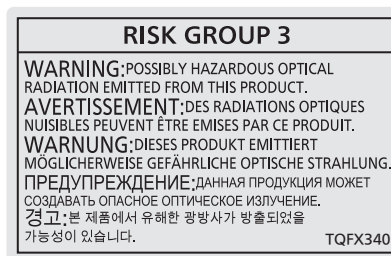 RISK GROUP 3
WARNING:POSSIBLY HAZARDOUS OPTICAL
RADIATION EMITTED FROM THIS PRODUCT.
AVERTISSEMENT:DES RADIATIONS OPTIQUES
NUISIBLES PEUVENT ÊTRE EMISES PAR CE PRODUIT.
WARNUNG:DIESES PRODUKT EMITTIERT
MÖGLICHERWEISE GEFÄHRLICHE OPTISCHE STRAHLUNG.
ПРЕДУПРЕЖДЕНИЕ:ДАННАЯ ПРОДУКЦИЯ МОЖЕТ
СОЗДАВАТЬ ОПАСНОЕ ОПТИЧЕСКОЕ ИЗЛУЧЕНИЕ.
경고:본 제품에서 유해한 광방사가 방출되었을
가능성이 있습니다.
TQFX340